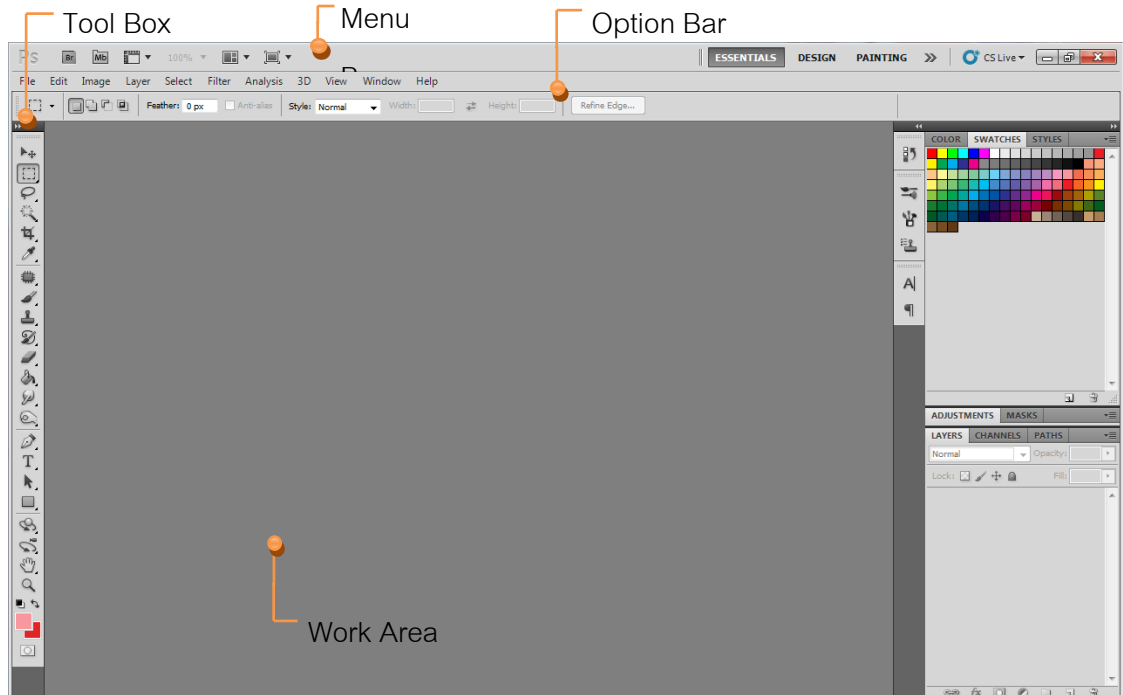 Tool Box
Menu
Option Bar
Ps Br Mb 100% ESSENTIALS DESIGN PAINTING CS Live
File Edit Image Layer Select Filter Analysis 3D View Window Help
Feather: 0 px Anti-alias Style: Normal Width: Height: Refine Edge...
COLOR SWATCHES STYLES
ADJUSTMENTS MASKS
LAYERS CHANNELS PATHS
Normal Opacity:
Lock: Fill:
Work Area